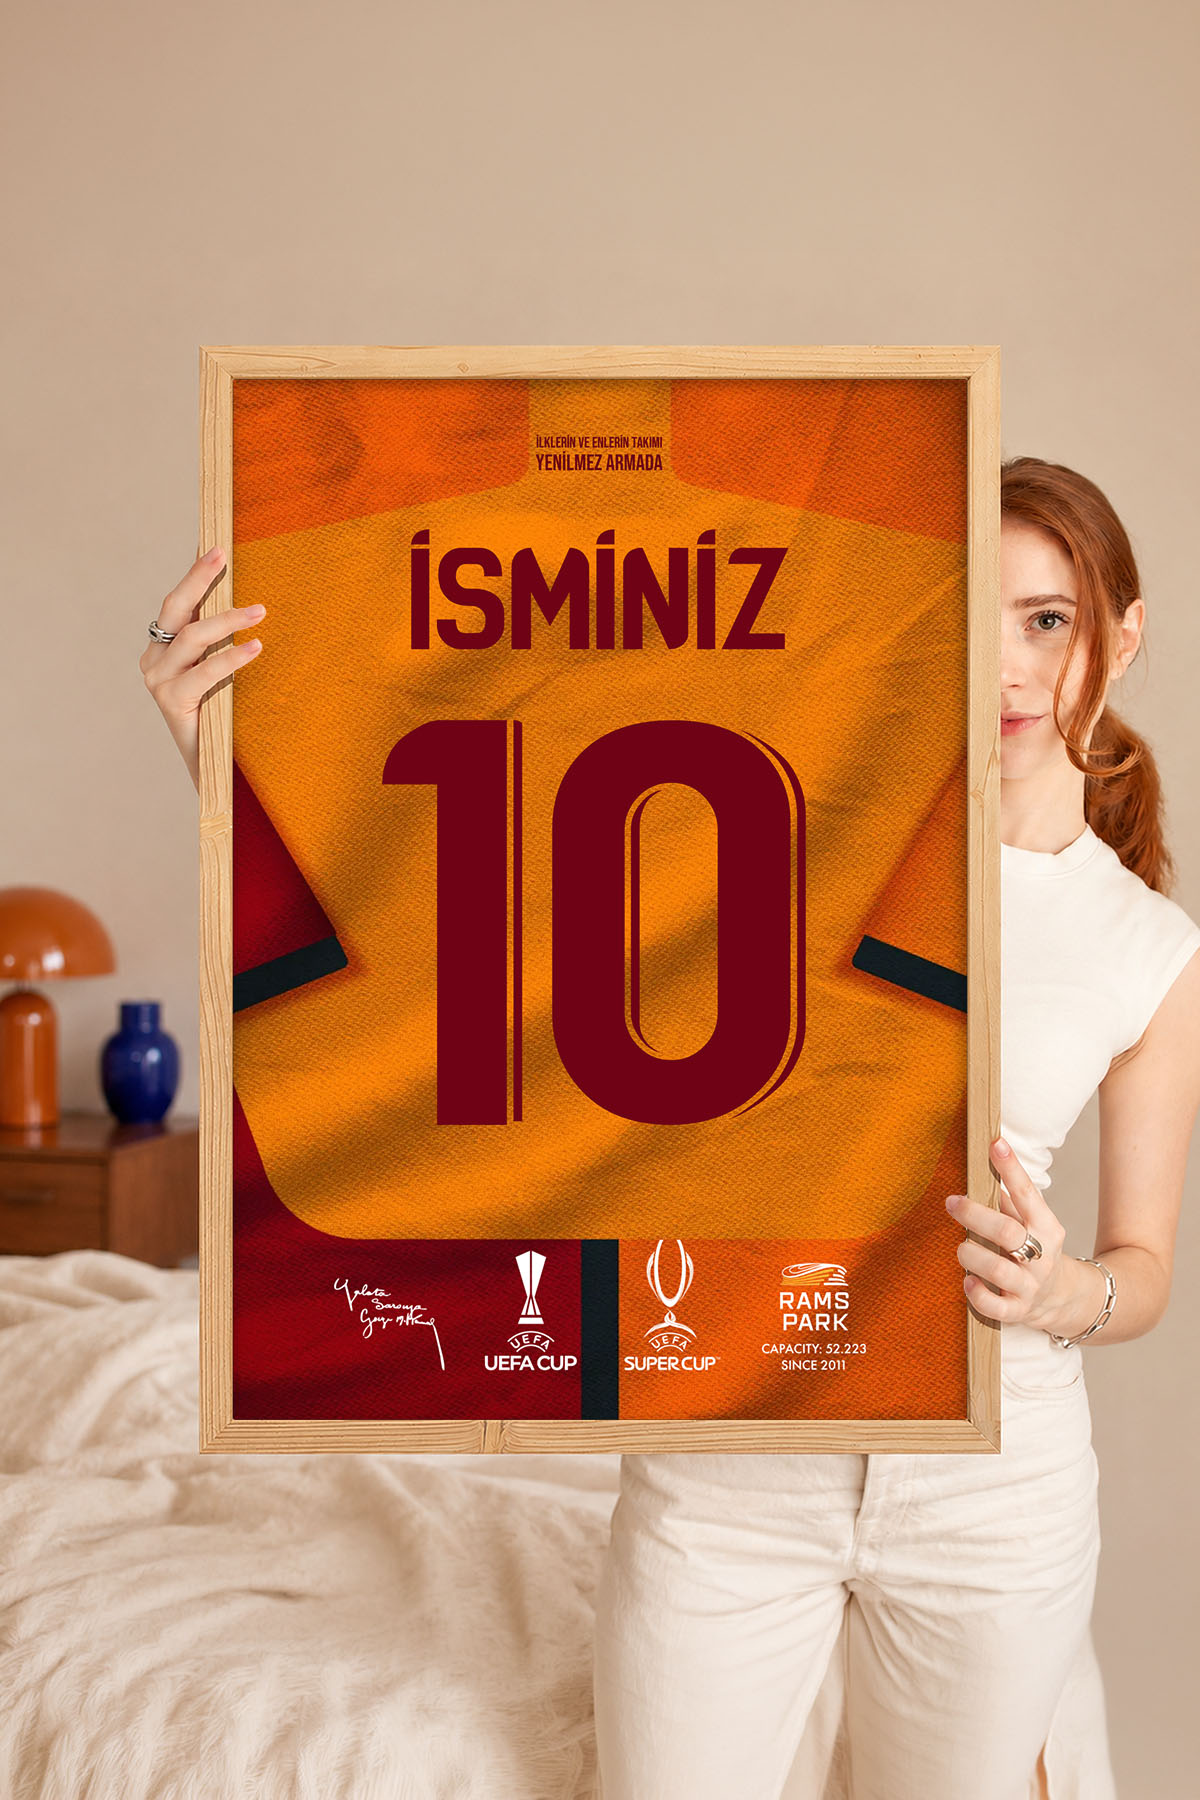 İLKLERİN VE ENLERİN TAKIMI
YENİLMEZ ARMADA
İSMİNİZ
10
UEFA
UEFA CUP
UEFA
SUPER CUP™
RAMS
PARK
CAPACITY: 52.223
SINCE 2011